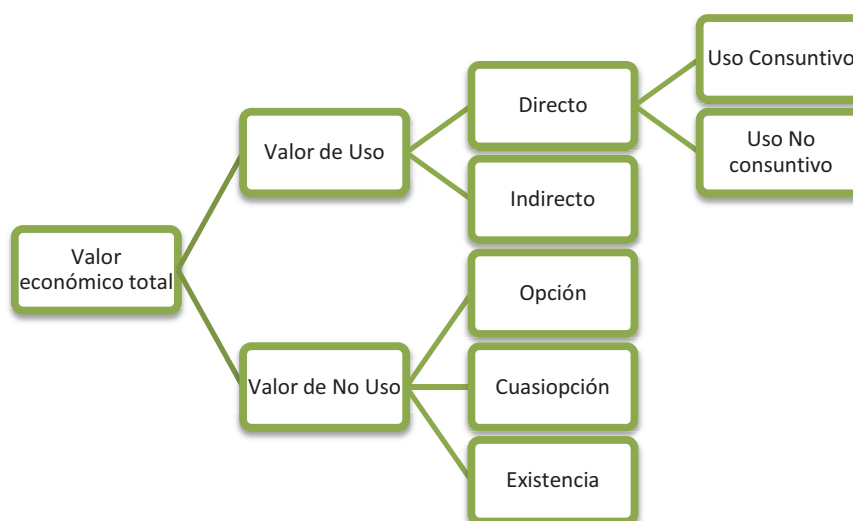 Valor
económico total
Valor de Uso
Directo
Uso Consuntivo
Uso No
consuntivo
Indirecto
Valor de No Uso
Opción
Cuasiopción
Existencia